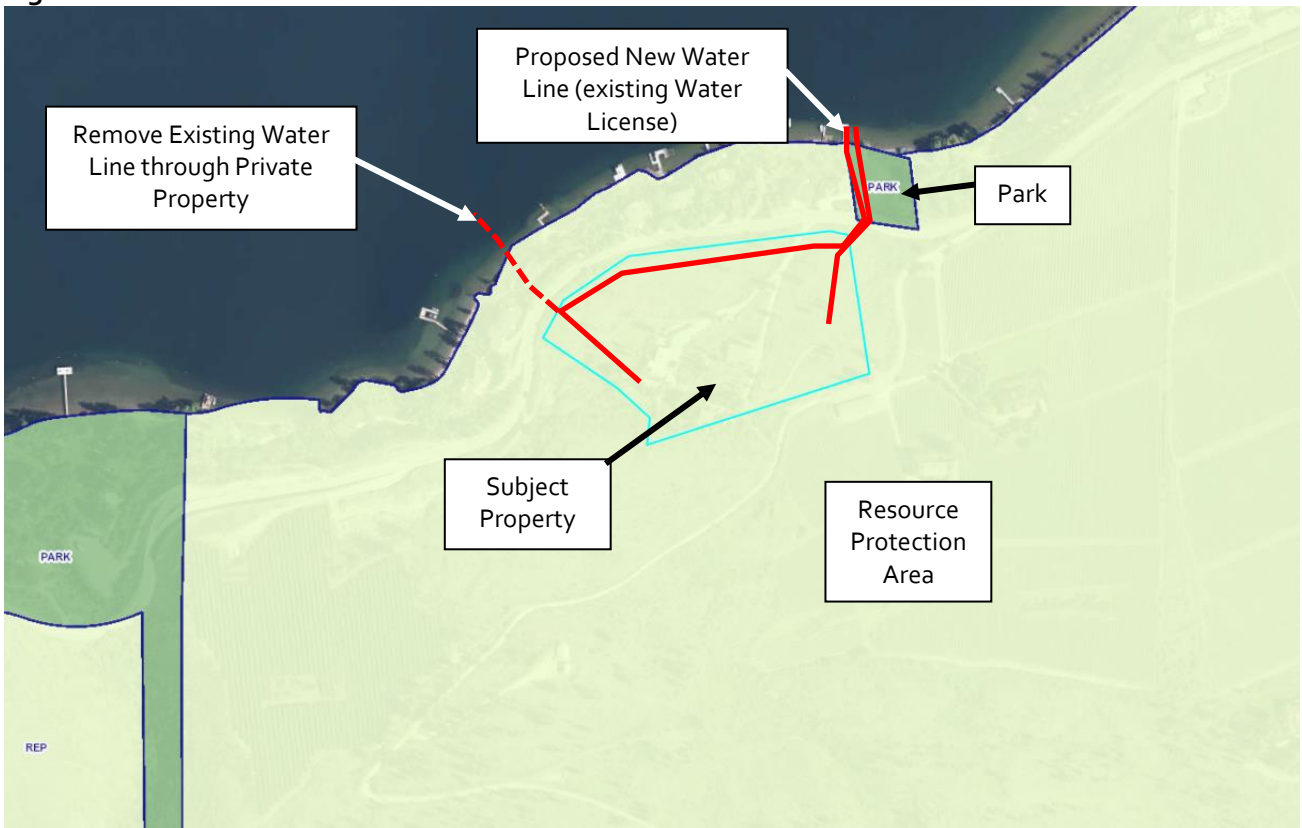 Proposed New Water
Line (existing Water
License)
Remove Existing Water
Line through Private
Property
PARK
Park
Subject
Property
Resource
Protection
Area
PARK
REP